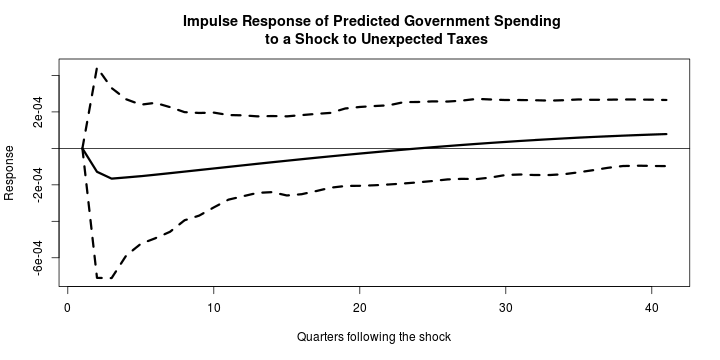 Impulse Response of Predicted Government Spending
to a Shock to Unexpected Taxes
Response
2e-04
-2e-04
-6e-04
0 10 20 30 40
Quarters following the shock